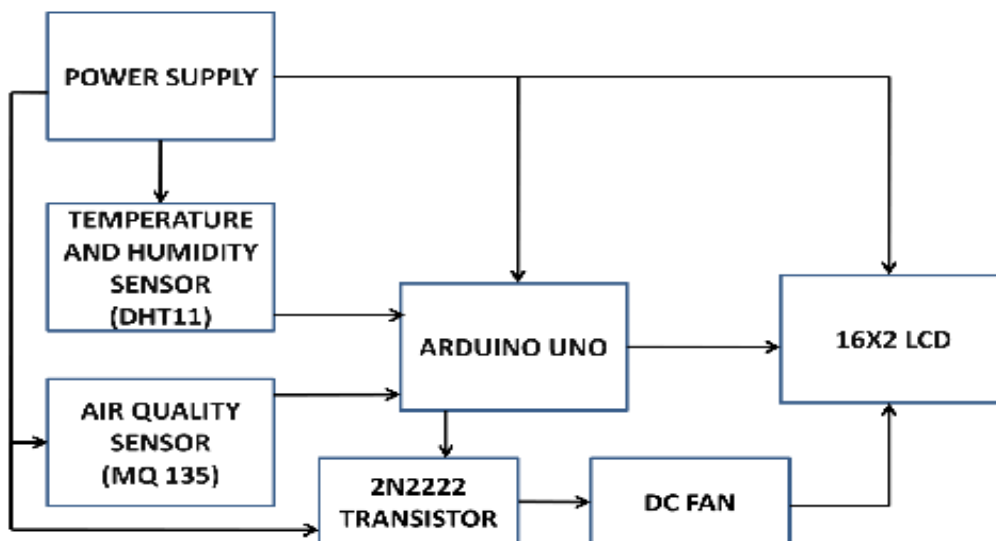 POWER SUPPLY
TEMPERATURE
AND HUMIDITY
SENSOR
(DHT11)
ARDUINO UNO
16X2 LCD
AIR QUALITY
SENSOR
(MQ 135)
2N2222
TRANSISTOR
DC FAN